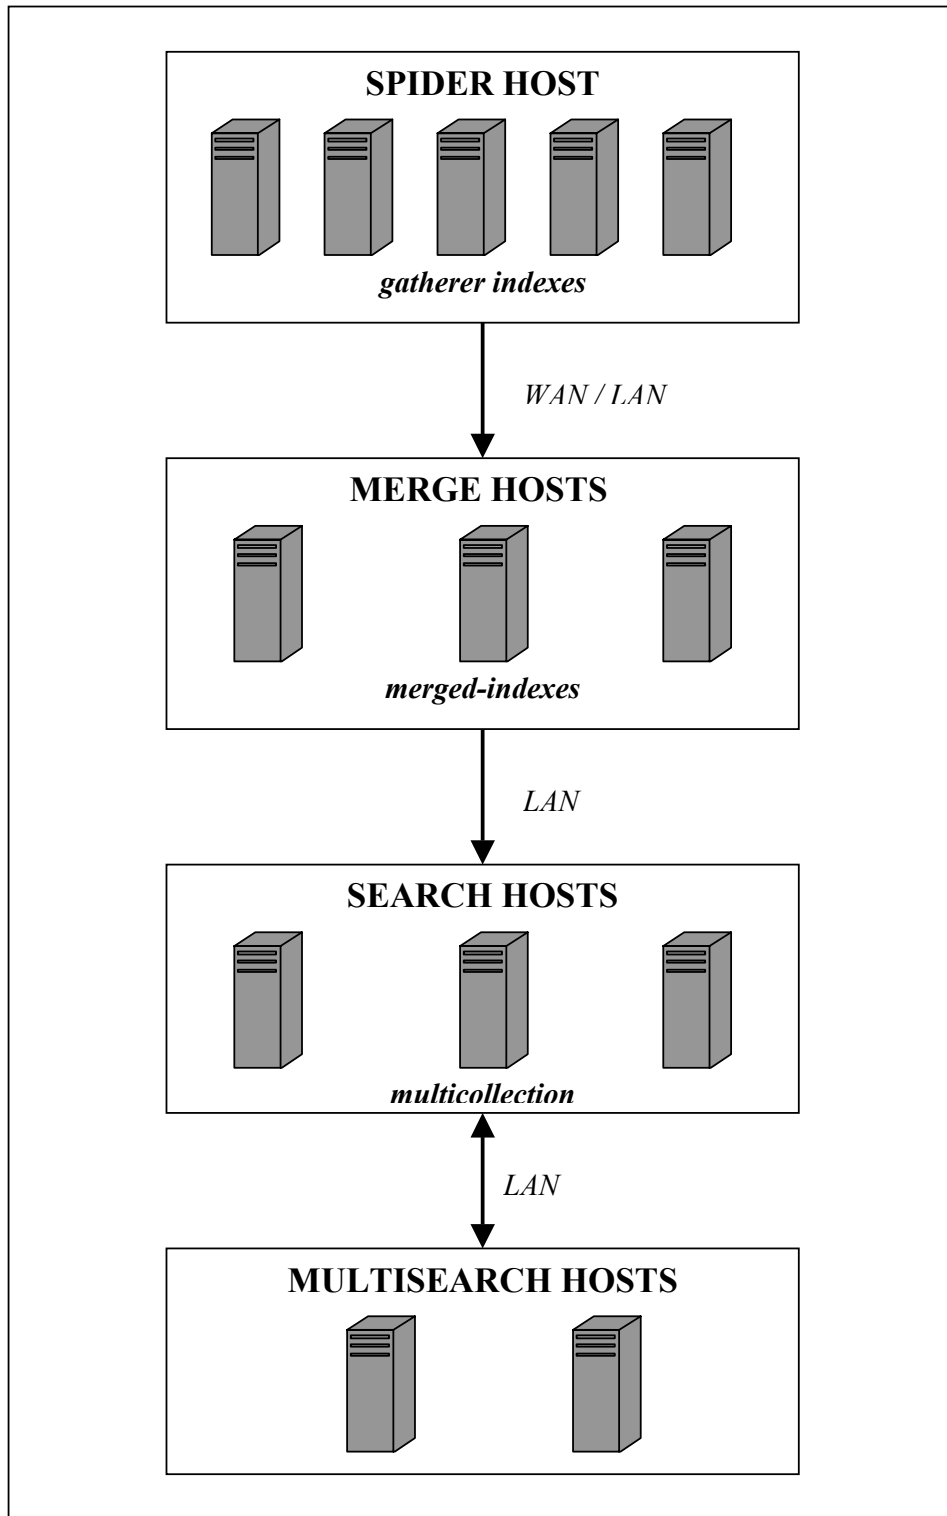 SPIDER HOST
gatherer indexes
WAN / LAN
MERGE HOSTS
merged-indexes
LAN
SEARCH HOSTS
multicollection
LAN
MULTISEARCH HOSTS